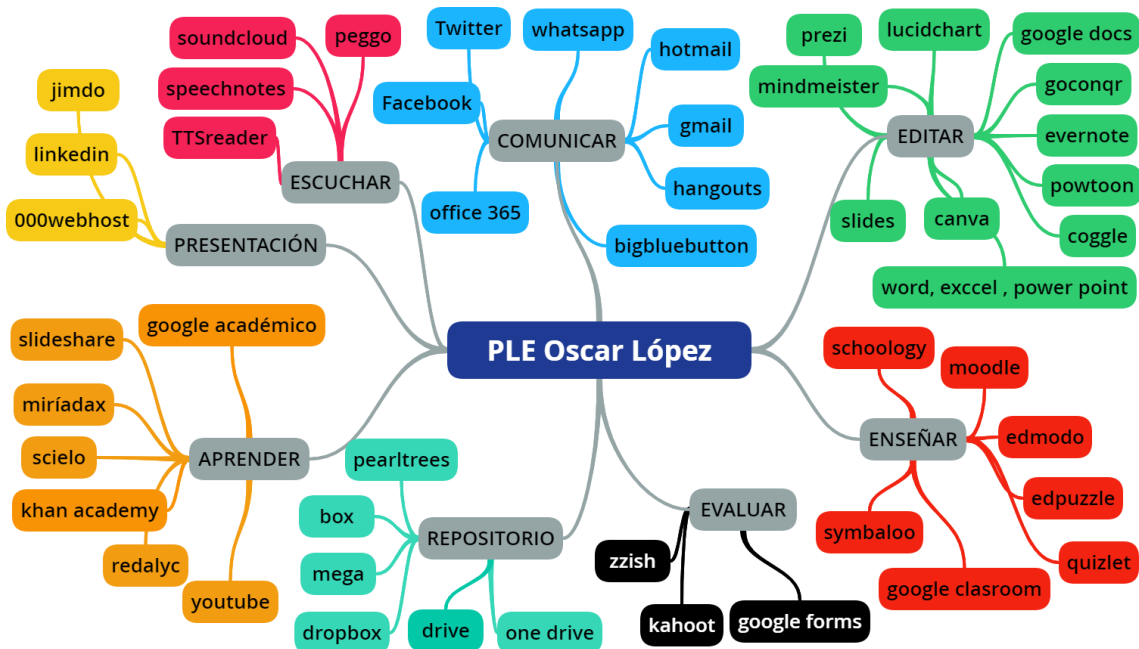 PLE Oscar López
PRESENTACIÓN
jimdo
linkedin
000webhost
ESCUCHAR
soundcloud
peggo
speechnotes
TTSreader
COMUNICAR
Twitter
whatsapp
hotmail
Facebook
gmail
hangouts
office 365
bigbluebutton
EDITAR
prezi
lucidchart
google docs
mindmeister
goconqr
evernote
powtoon
coggle
slides
canva
word, exccel , power point
APRENDER
google académico
slideshare
miríadax
scielo
khan academy
redalyc
youtube
REPOSITORIO
pearltrees
box
mega
dropbox
drive
one drive
EVALUAR
zzish
kahoot
google forms
ENSEÑAR
schoology
moodle
edmodo
edpuzzle
quizlet
symbaloo
google clasroom